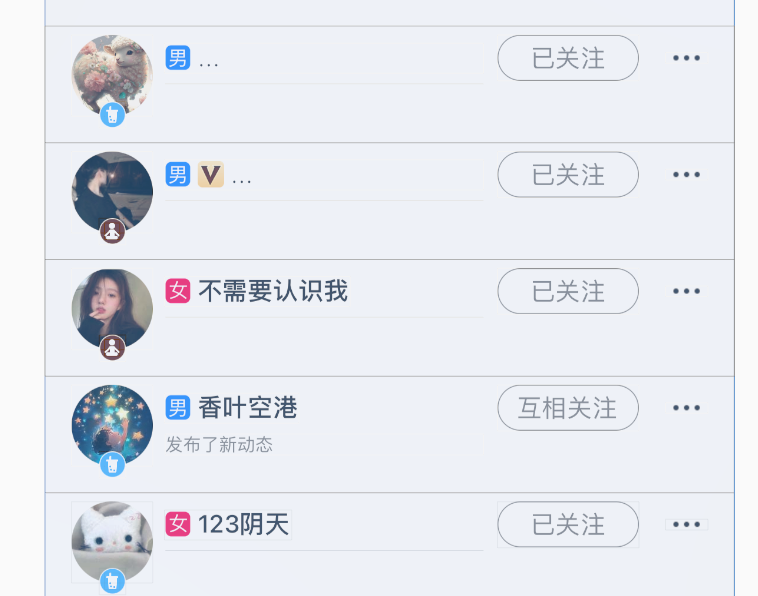 男 ... 已关注
男 V ... 已关注
女 不需要认识我 已关注
男 香叶空港 互相关注
发布了新动态
女 123阴天 已关注